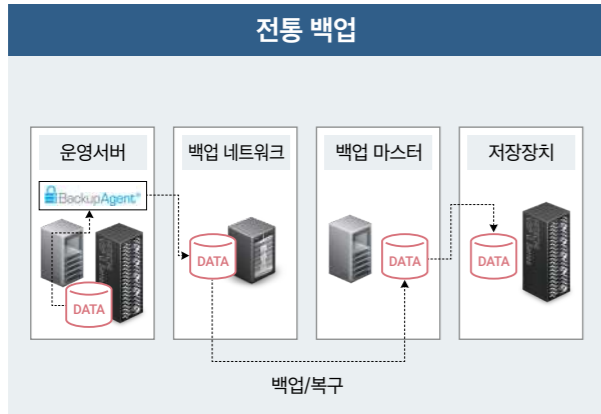 전통 백업
운영서버
백업 네트워크
백업 마스터
저장장치
BackupAgent
DATA
DATA
DATA
DATA
백업/복구